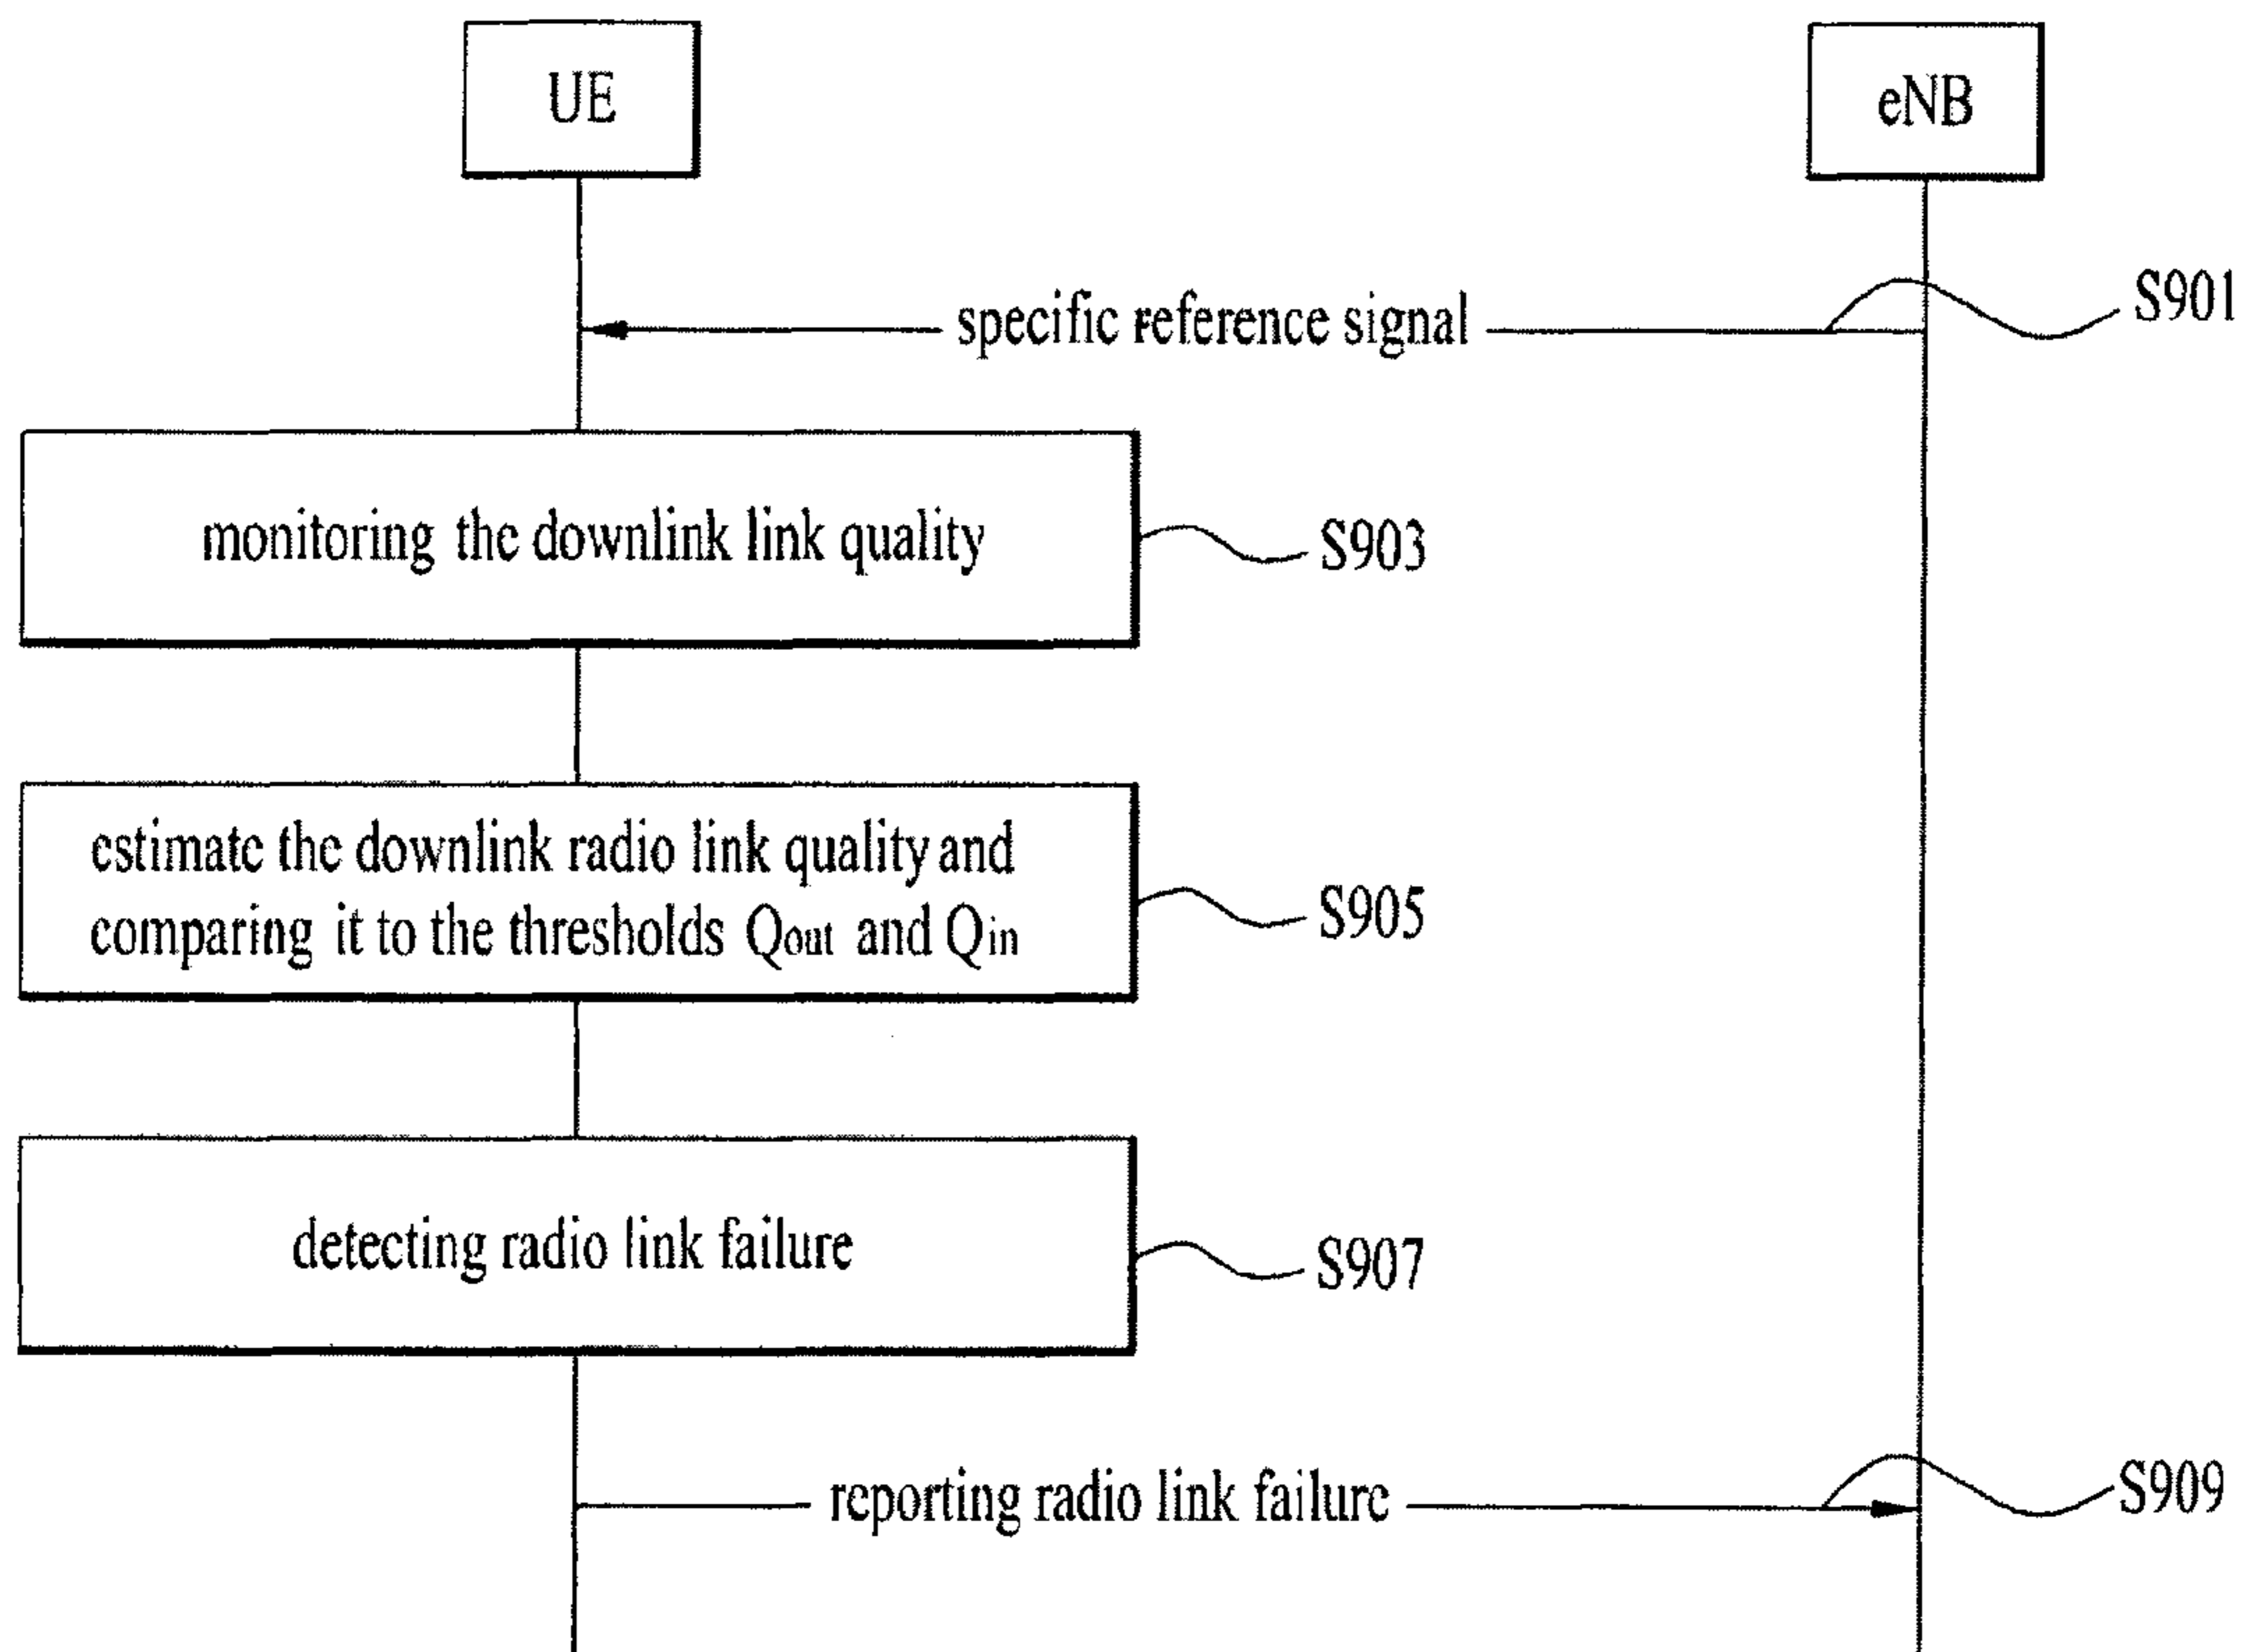 UE
eNB
specific reference signal
S901
monitoring the downlink link quality
S903
estimate the downlink radio link quality and
comparing it to the thresholds Qout and Qin
S905
detecting radio link failure
S907
reporting radio link failure
S909